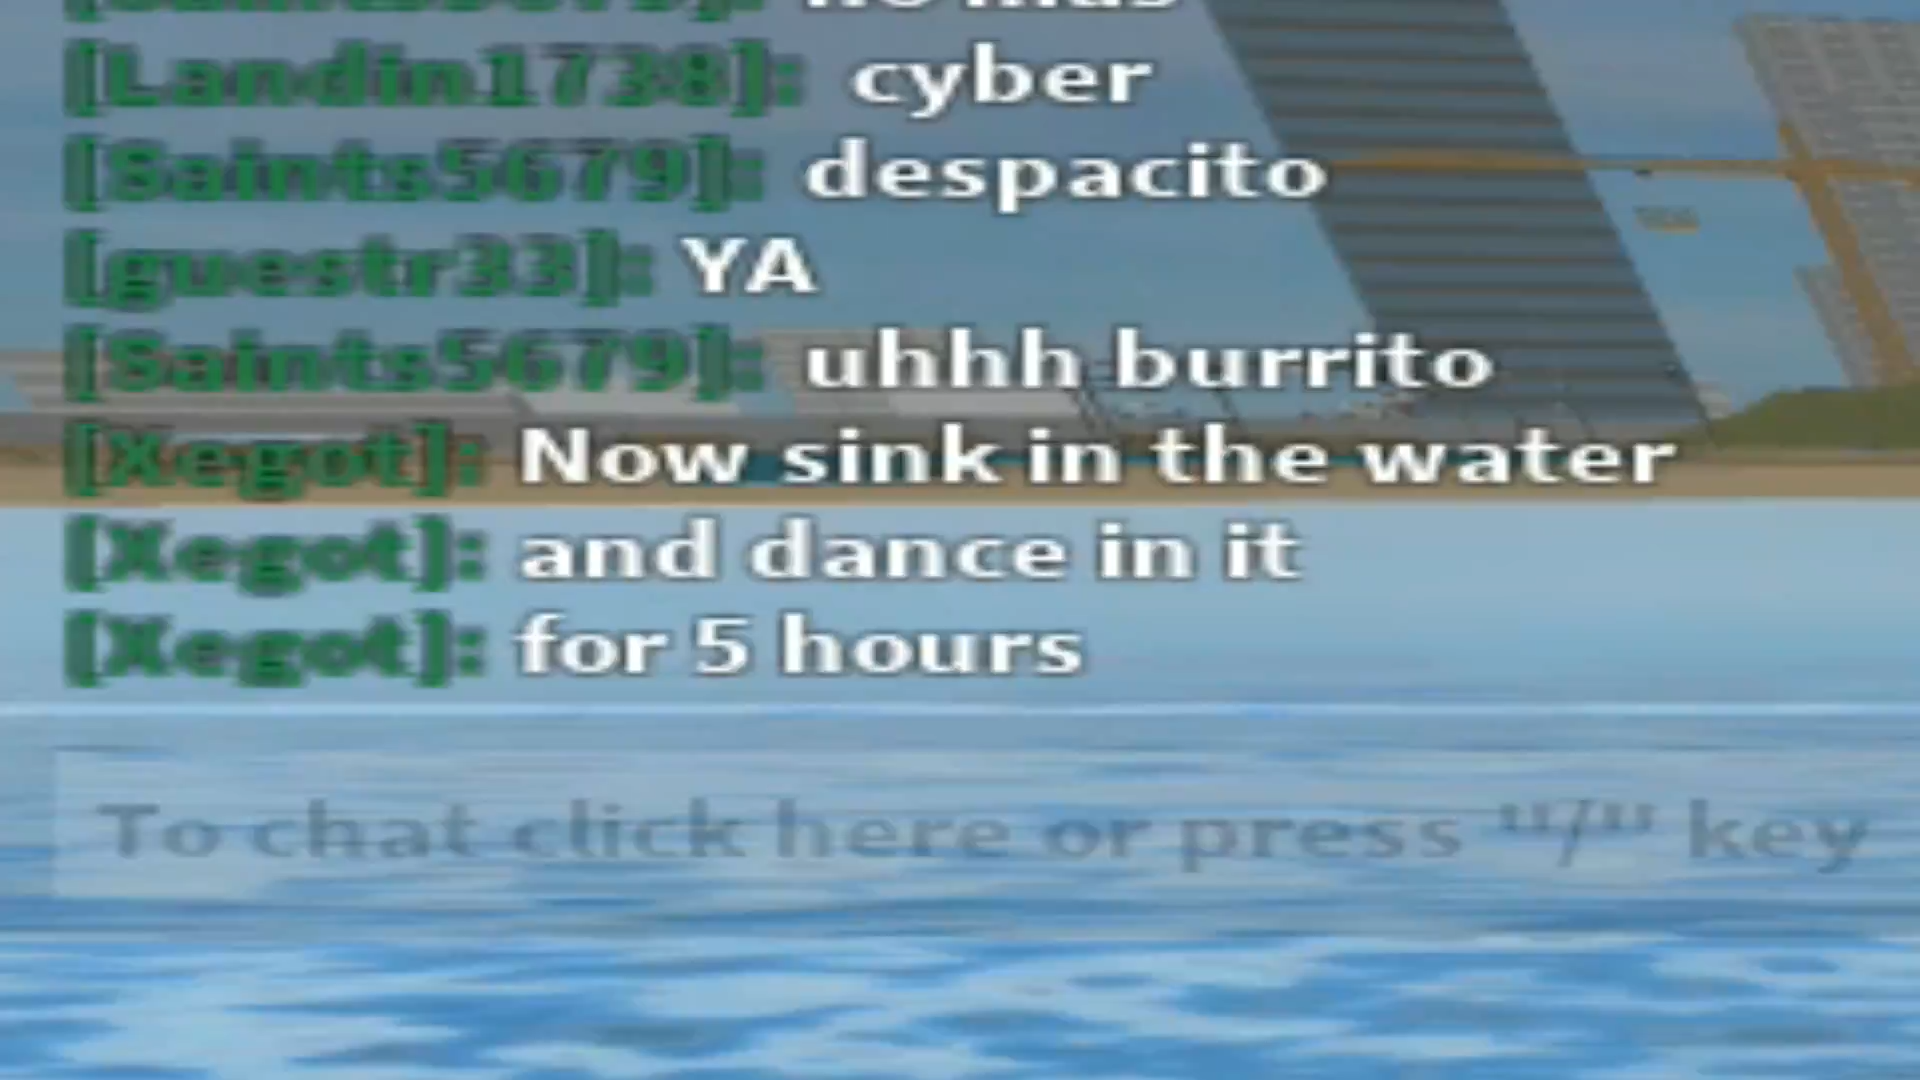 [Landin1738]: cyber
[Saints5679]: despacito
[guestr33]: YA
[Saints5679]: uhhh burrito
[Xegot]: Now sink in the water
[Xegot]: and dance in it
[Xegot]: for 5 hours
To chat click here or press "/" key